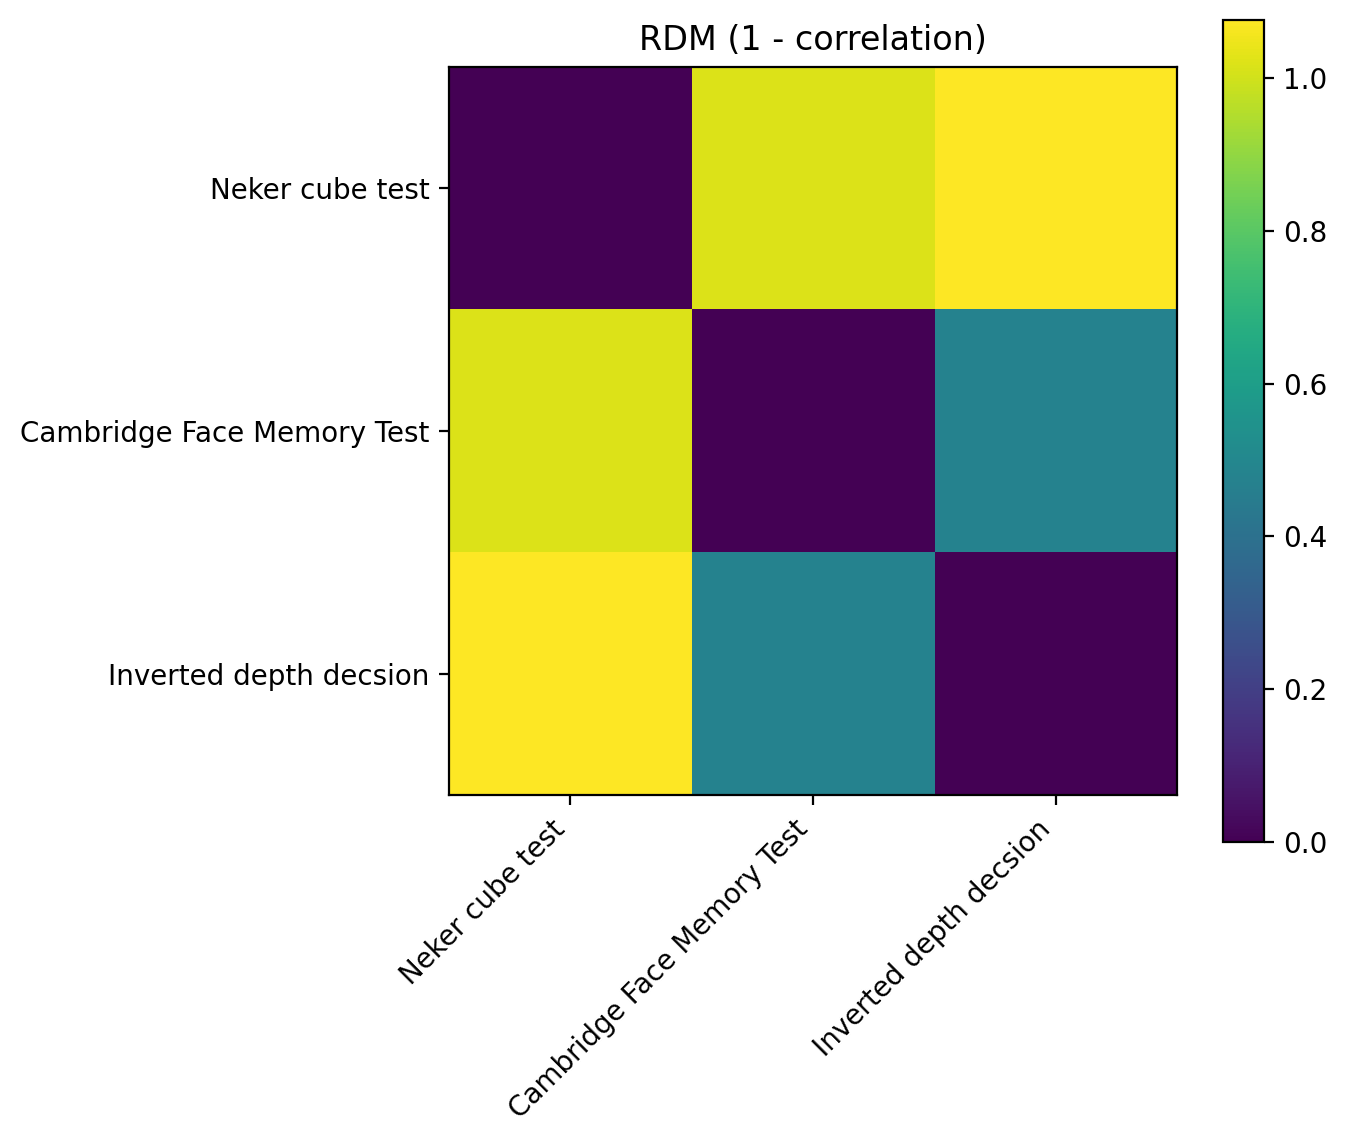 RDM (1 - correlation)
Neker cube test
Cambridge Face Memory Test
Inverted depth decsion
Neker cube test
Cambridge Face Memory Test
Inverted depth decsion
1.0
0.8
0.6
0.4
0.2
0.0